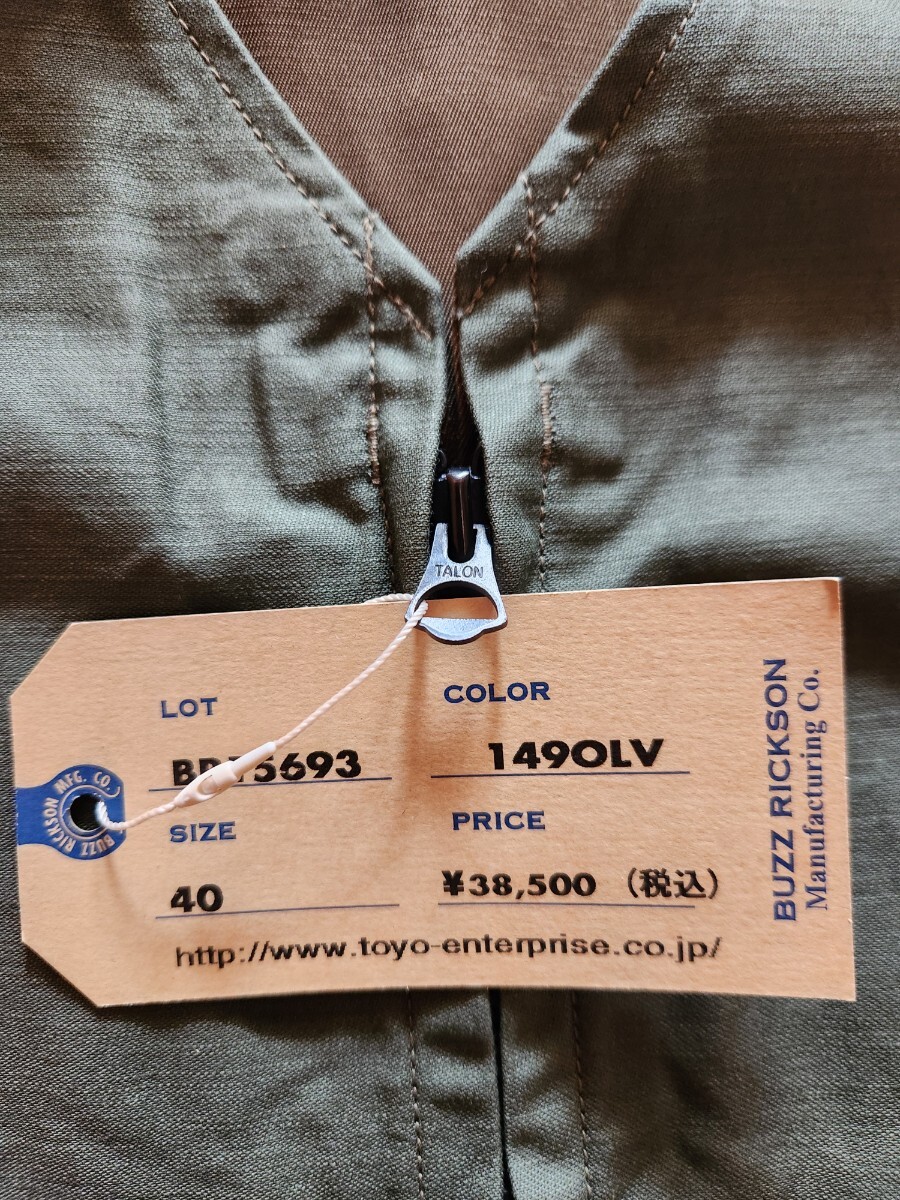 TALON
LOT
COLOR
149OLV
SIZE
PRICE
40
¥38,500 (税込)
http://www.toyo-enterprise.co.jp/
BUZZ RICKSON
Manufacturing Co.
BUZZ RICKSON MFG. CO.